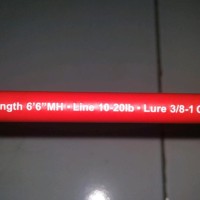 ngth 6'6"MH • Line 10-20lb • Lure 3/8-1